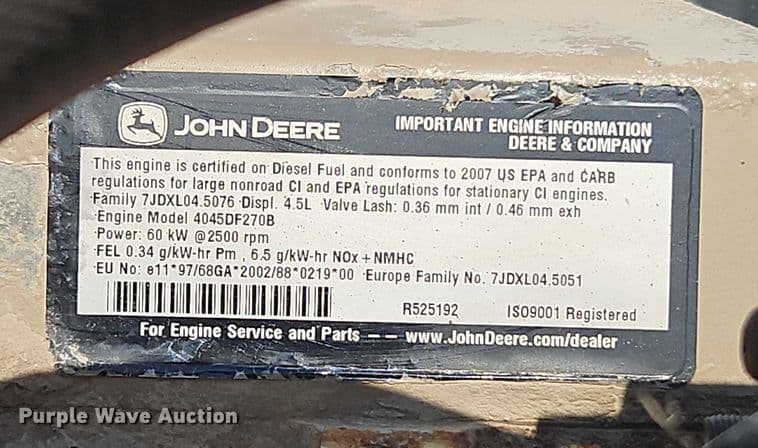 JOHN DEERE
IMPORTANT ENGINE INFORMATION
DEERE & COMPANY
This engine is certified on Diesel Fuel and conforms to 2007 US EPA and CARB
regulations for large nonroad CI and EPA regulations for stationary CI engines.
Family 7JDXL04.5076 Displ. 4.5L Valve Lash: 0.36 mm int / 0.46 mm exh
Engine Model 4045DF270B
Power: 60 kW @2500 rpm
FEL 0.34 g/kW-hr Pm , 6.5 g/kW-hr NOx + NMHC
EU No: e11*97/68GA*2002/88*0219*00 Europe Family No. 7JDXL04.5051
R525192 ISO9001 Registered
For Engine Service and Parts – – www.JohnDeere.com/dealer
Purple Wave Auction